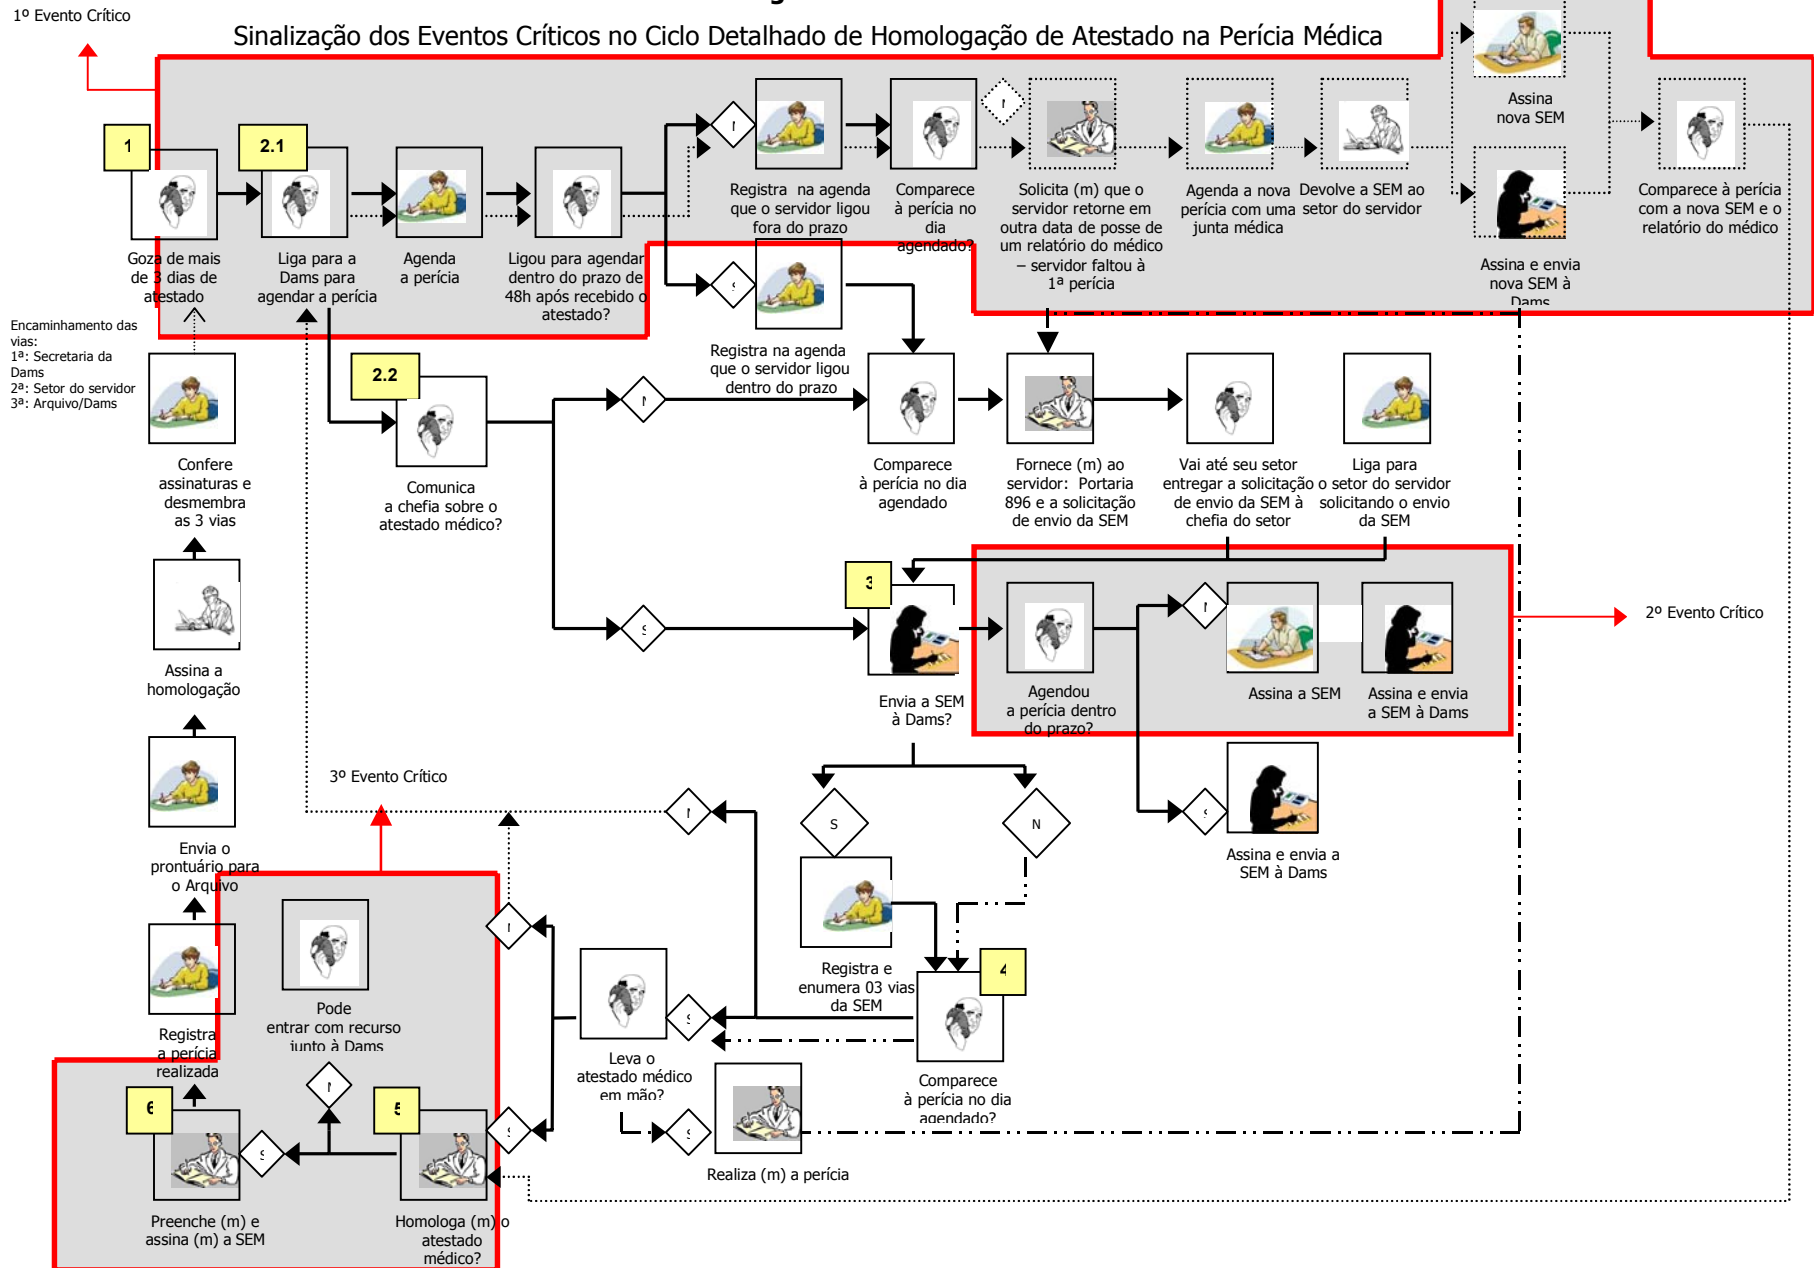 1º Evento Crítico
Sinalização dos Eventos Críticos no Ciclo Detalhado de Homologação de Atestado na Perícia Médica
1
2.1
Goza de mais
de 3 dias de
atestado
Liga para a
Dams para
agendar a perícia
Agenda
a perícia
Ligou para agendar
dentro do prazo de
48h após recebido o
atestado?
Registra na agenda
que o servidor ligou
fora do prazo
Comparece
à perícia no
dia
agendado?
Solicita (m) que o
servidor retorne em
outra data de posse de
um relatório do médico
– servidor faltou à
1ª perícia
Agenda a nova
perícia com uma
junta médica
Devolve a SEM ao
setor do servidor
Assina
nova SEM
Assina e envia
nova SEM à
Dams
Comparece à perícia
com a nova SEM e o
relatório do médico
Encaminhamento das
vias:
1ª: Secretaria da
Dams
2ª: Setor do servidor
3ª: Arquivo/Dams
Registra na agenda
que o servidor ligou
dentro do prazo
2.2
Comunica
a chefia sobre o
atestado médico?
Comparece
à perícia no dia
agendado
Fornece (m) ao
servidor: Portaria
896 e a solicitação
de envio da SEM
Vai até seu setor
entregar a solicitação
de envio da SEM à
chefia do setor
Liga para
o setor do servidor
solicitando o envio
da SEM
Confere
assinaturas e
desmembra
as 3 vias
3
Envia a SEM
à Dams?
Agendou
a perícia dentro
do prazo?
Assina a SEM
Assina e envia
a SEM à Dams
2º Evento Crítico
Assina a
homologação
Assina e envia a
SEM à Dams
3º Evento Crítico
S
N
Envia o
prontuário para
o Arquivo
Registra e
enumera 03 vias
da SEM
4
Comparece
à perícia no dia
agendado?
Pode
entrar com recurso
junto à Dams
Registra
a perícia
realizada
Leva o
atestado médico
em mão?
Realiza (m) a perícia
6
5
Preenche (m) e
assina (m) a SEM
Homologa (m) o
atestado
médico?